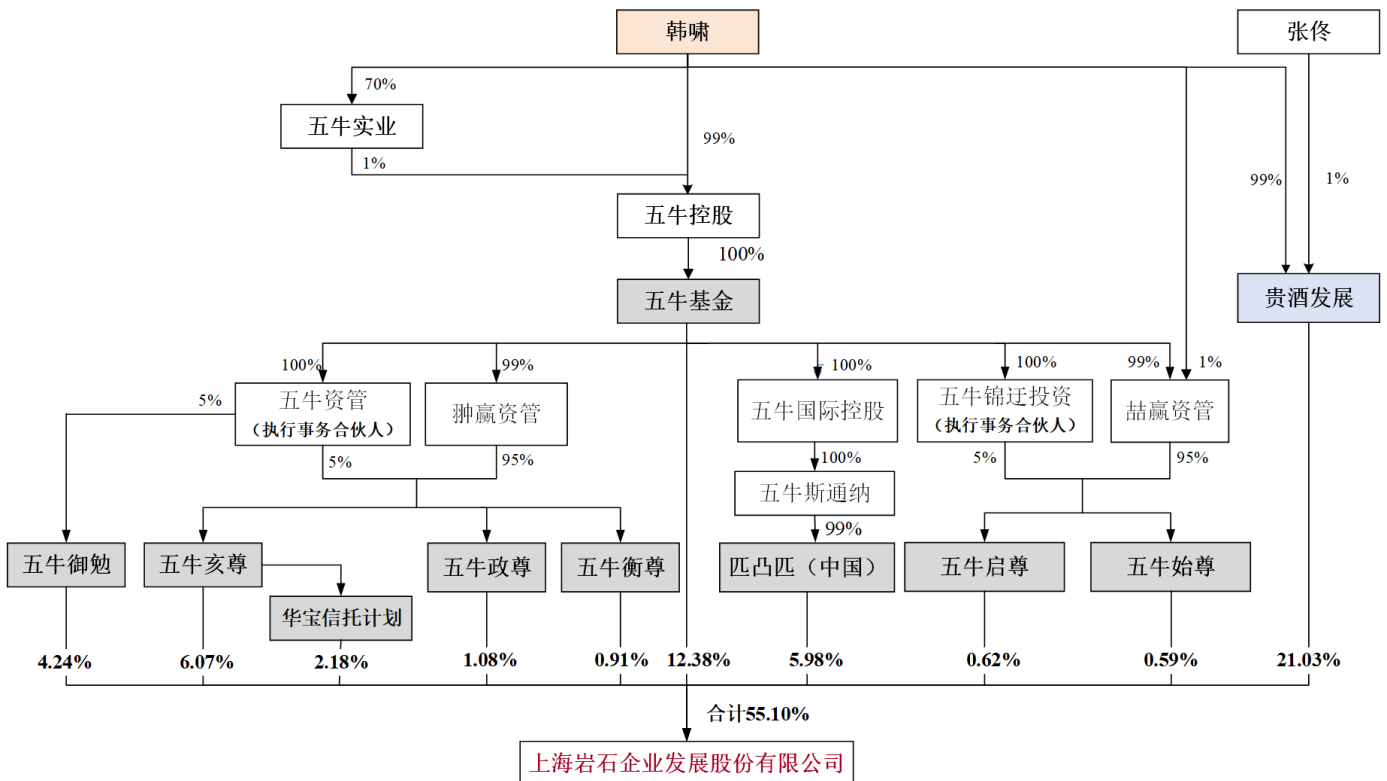 韩啸
张佟
70%
五牛实业
99%
1%
99%
1%
五牛控股
100%
五牛基金
贵酒发展
100%
99%
100%
100%
99%
1%
5%
五牛资管
（执行事务合伙人）
翀赢资管
五牛国际控股
五牛锦迂投资
（执行事务合伙人）
喆赢资管
5%
95%
100%
5%
95%
五牛斯通纳
99%
五牛御勉
五牛亥尊
五牛政尊
五牛衡尊
匹凸匹（中国）
五牛启尊
五牛始尊
华宝信托计划
4.24%
6.07%
2.18%
1.08%
0.91%
12.38%
5.98%
0.62%
0.59%
21.03%
合计55.10%
上海岩石企业发展股份有限公司